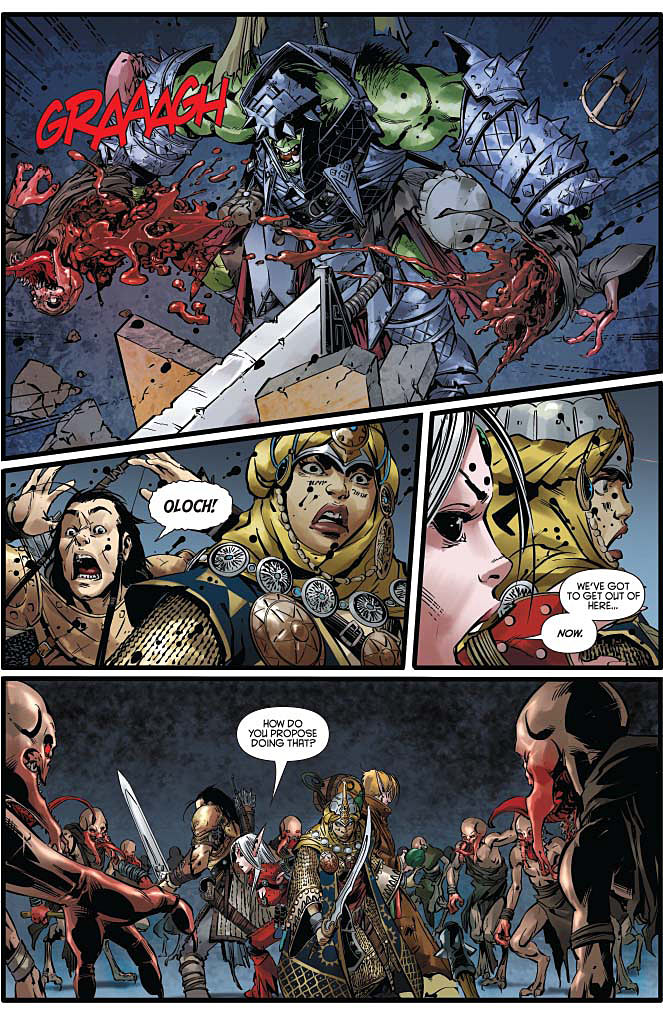 GRAAAGH
OLOCH!
WE'VE GOT
TO GET OUT OF
HERE...
NOW.
HOW DO
YOU PROPOSE
DOING THAT?